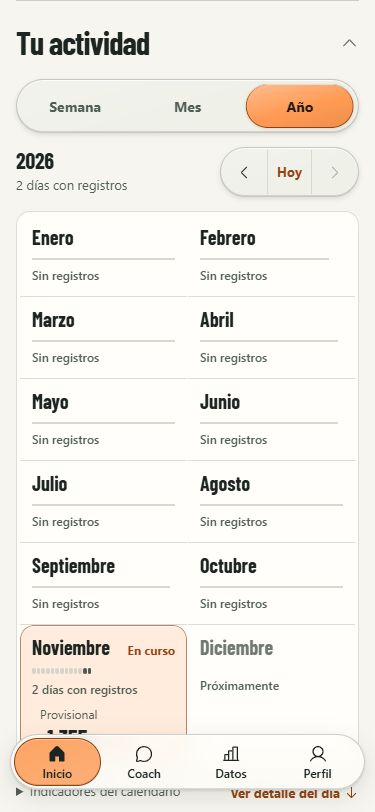 Tu actividad
Semana Mes Año
2026
2 días con registros
Hoy
Enero Febrero
Sin registros Sin registros
Marzo Abril
Sin registros Sin registros
Mayo Junio
Sin registros Sin registros
Julio Agosto
Sin registros Sin registros
Septiembre Octubre
Sin registros Sin registros
Noviembre En curso Diciembre
2 días con registros Próximamente
Provisional
Inicio Coach Datos Perfil
Indicadores del calendario Ver detalle del día ↓